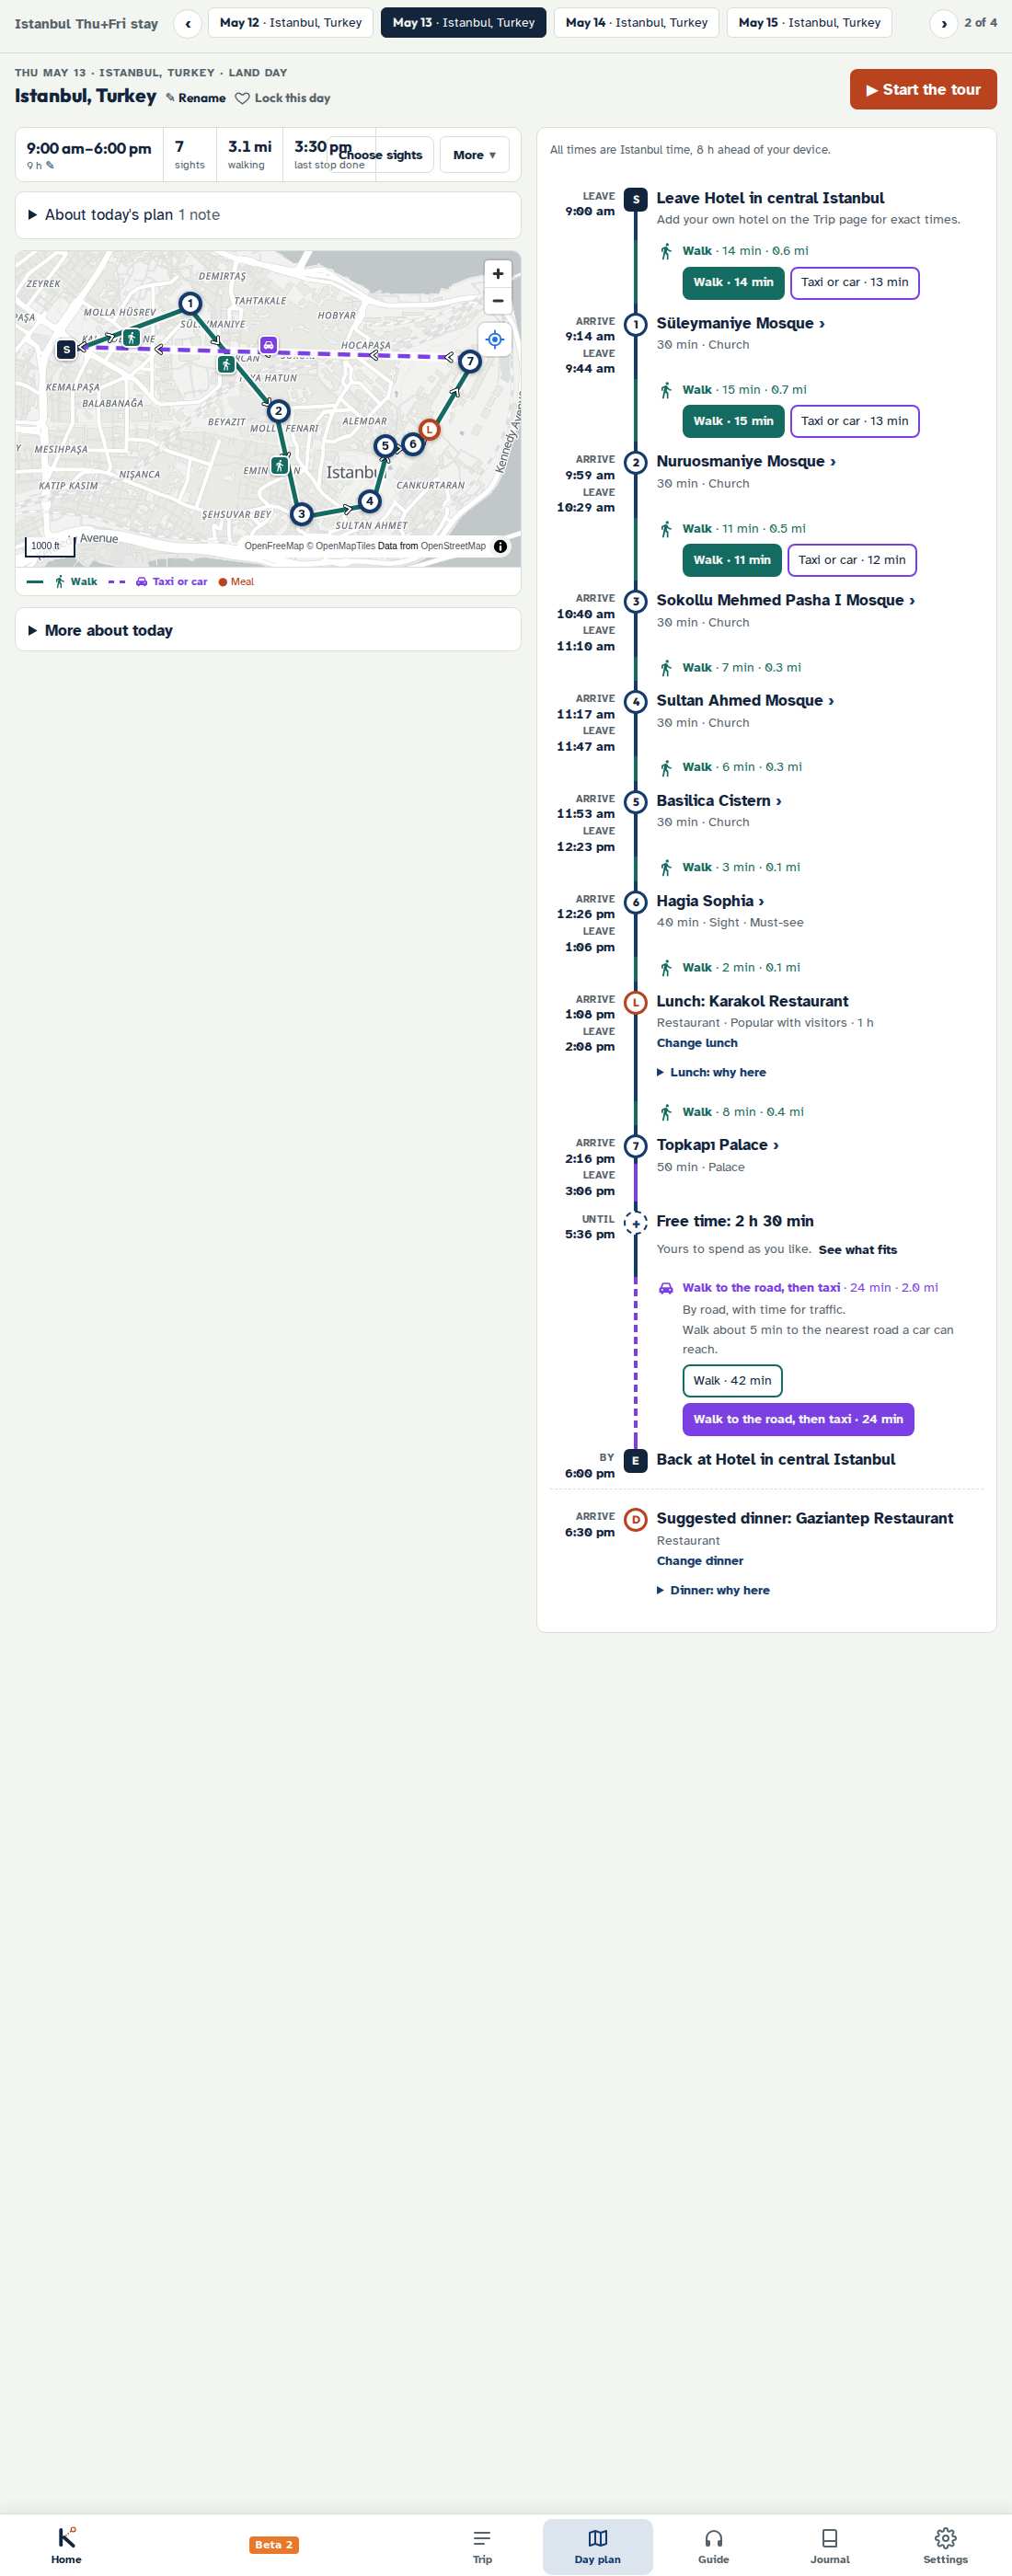 Istanbul Thu+Fri stay
‹
May 12 · Istanbul, Turkey
May 13 · Istanbul, Turkey
May 14 · Istanbul, Turkey
May 15 · Istanbul, Turkey
›
2 of 4
THU MAY 13 · ISTANBUL, TURKEY · LAND DAY
Istanbul, Turkey ✎ Rename Lock this day
▶ Start the tour
9:00 am–6:00 pm
9 h ✎
7
sights
3.1 mi
walking
3:30 pm
last stop done
Choose sights
More ▼
▶ About today's plan 1 note
ZEYREK
DEMIRTAŞ
MOLLA HÜSREV
TAHTAKALE
HOBYAR
HOCAPAŞA
KEMALPAŞA
BALABANAĞA
BEYAZIT
ALEMDAR
MESIHPAŞA
NIŞANCA
KATIP KASIM
CANKURTARAN
ŞEHSUVAR BEY
SULTAN AHMET
Kennedy Avenue
Avenue
S
1
2
3
4
5
6
L
7
+
−
1000 ft
OpenFreeMap © OpenMapTiles Data from OpenStreetMap
Walk
Taxi or car
Meal
▶ More about today
All times are Istanbul time, 8 h ahead of your device.
LEAVE
9:00 am
S
Leave Hotel in central Istanbul
Add your own hotel on the Trip page for exact times.
Walk · 14 min · 0.6 mi
Walk · 14 min
Taxi or car · 13 min
ARRIVE
9:14 am
LEAVE
9:44 am
1
Süleymaniye Mosque ›
30 min · Church
Walk · 15 min · 0.7 mi
Walk · 15 min
Taxi or car · 13 min
ARRIVE
9:59 am
LEAVE
10:29 am
2
Nuruosmaniye Mosque ›
30 min · Church
Walk · 11 min · 0.5 mi
Walk · 11 min
Taxi or car · 12 min
ARRIVE
10:40 am
LEAVE
11:10 am
3
Sokollu Mehmed Pasha I Mosque ›
30 min · Church
Walk · 7 min · 0.3 mi
ARRIVE
11:17 am
LEAVE
11:47 am
4
Sultan Ahmed Mosque ›
30 min · Church
Walk · 6 min · 0.3 mi
ARRIVE
11:53 am
LEAVE
12:23 pm
5
Basilica Cistern ›
30 min · Church
Walk · 3 min · 0.1 mi
ARRIVE
12:26 pm
LEAVE
1:06 pm
6
Hagia Sophia ›
40 min · Sight · Must-see
Walk · 2 min · 0.1 mi
ARRIVE
1:08 pm
LEAVE
2:08 pm
L
Lunch: Karakol Restaurant
Restaurant · Popular with visitors · 1 h
Change lunch
▶ Lunch: why here
Walk · 8 min · 0.4 mi
ARRIVE
2:16 pm
LEAVE
3:06 pm
7
Topkapı Palace ›
50 min · Palace
UNTIL
5:36 pm
+
Free time: 2 h 30 min
Yours to spend as you like. See what fits
Walk to the road, then taxi · 24 min · 2.0 mi
By road, with time for traffic.
Walk about 5 min to the nearest road a car can
reach.
Walk · 42 min
Walk to the road, then taxi · 24 min
BY
6:00 pm
E
Back at Hotel in central Istanbul
ARRIVE
6:30 pm
D
Suggested dinner: Gaziantep Restaurant
Restaurant
Change dinner
▶ Dinner: why here
Home
Beta 2
Trip
Day plan
Guide
Journal
Settings